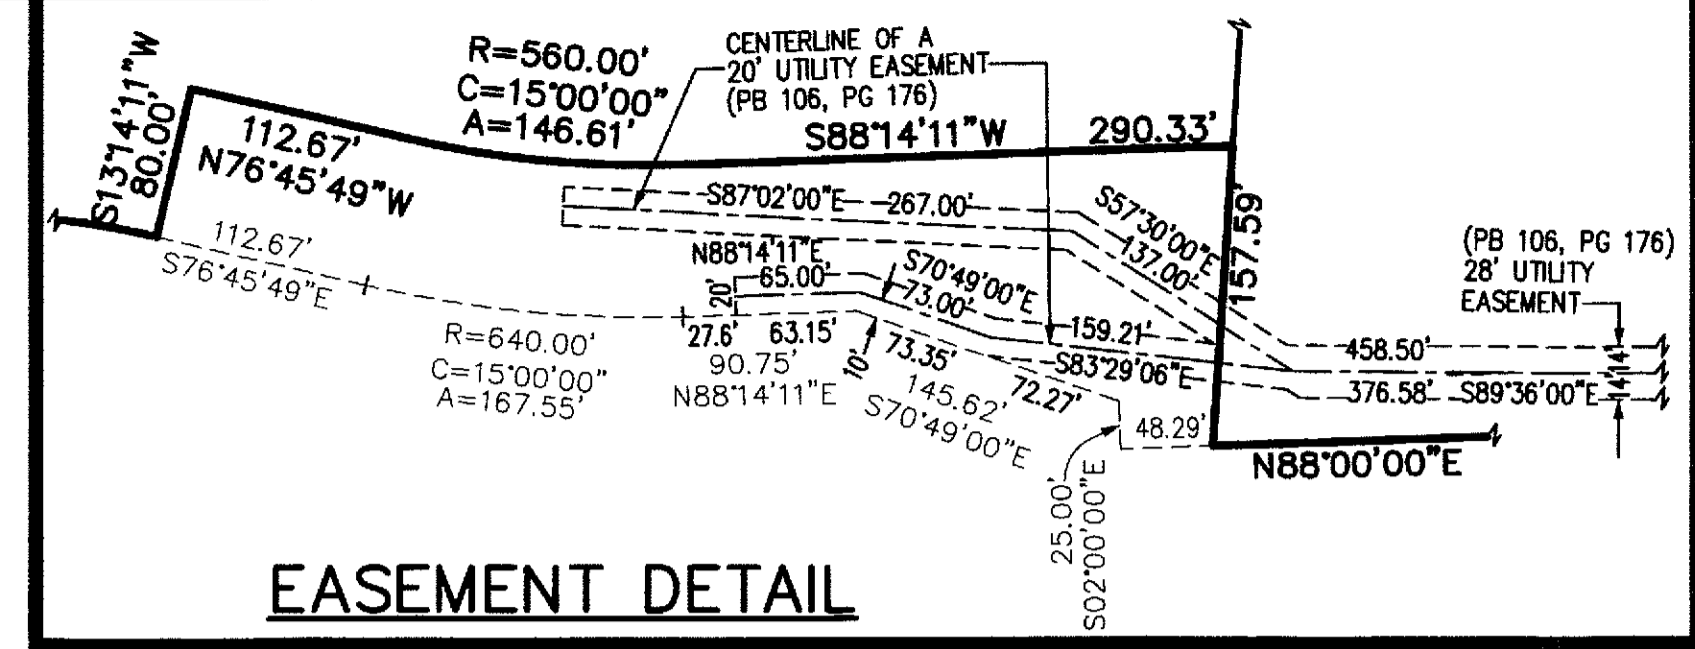 S13°14'11"W
80.00'
112.67'
N76°45'49"W
R=560.00'
C=15°00'00"
A=146.61'
CENTERLINE OF A
20' UTILITY EASEMENT
(PB 106, PG 176)
S88°14'11"W 290.33'
S87°02'00"E 267.00'
S57°30'00"E
137.00'
157.59'
(PB 106, PG 176)
28' UTILITY
EASEMENT
112.67'
S76°45'49"E
N88°14'11"E
65.00'
20'
S70°49'00"E
73.00'
159.21'
S83°29'06"E
458.50'
376.58' S89°36'00"E
14'
14'
R=640.00'
C=15°00'00"
A=167.55'
27.6' 63.15'
90.75'
N88°14'11"E
10'
73.35'
72.27'
145.62'
S70°49'00"E
48.29'
25.00'
S02°00'00"E
N88°00'00"E
EASEMENT DETAIL